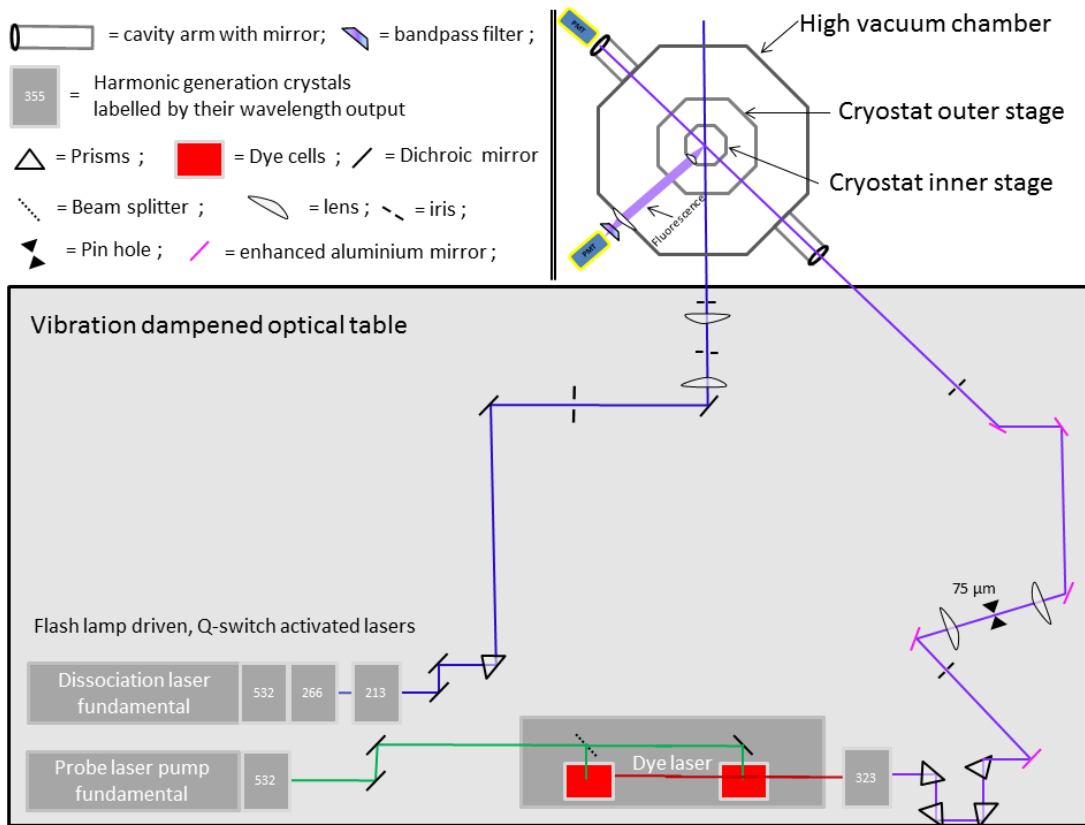 = cavity arm with mirror;
= bandpass filter ;
355
= Harmonic generation crystals
labelled by their wavelength output
= Prisms ;
= Dye cells ;
= Dichroic mirror
= Beam splitter ;
= lens ;
= iris ;
= Pin hole ;
= enhanced aluminium mirror ;
PMT
High vacuum chamber
Cryostat outer stage
Cryostat inner stage
Fluorescence
PMT
Vibration dampened optical table
75 µm
Flash lamp driven, Q-switch activated lasers
Dissociation laser
fundamental
532
266
213
Probe laser pump
fundamental
532
Dye laser
323